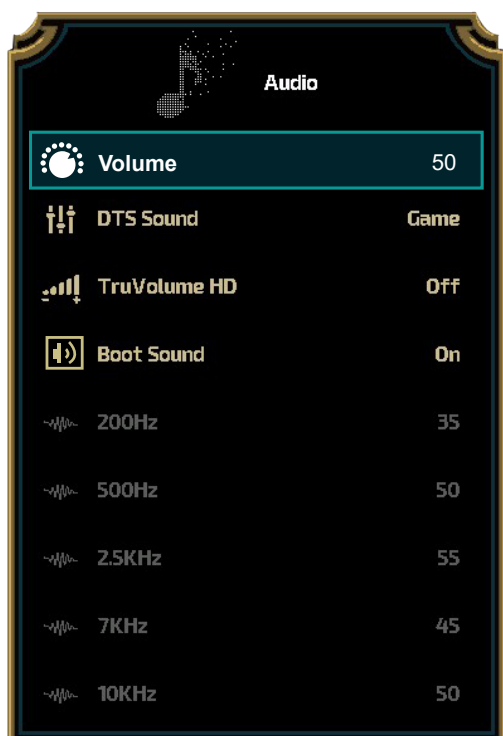 Audio
Volume 50
DTS Sound Game
TruVolume HD Off
Boot Sound On
200Hz 35
500Hz 50
2.5KHz 55
7KHz 45
10KHz 50